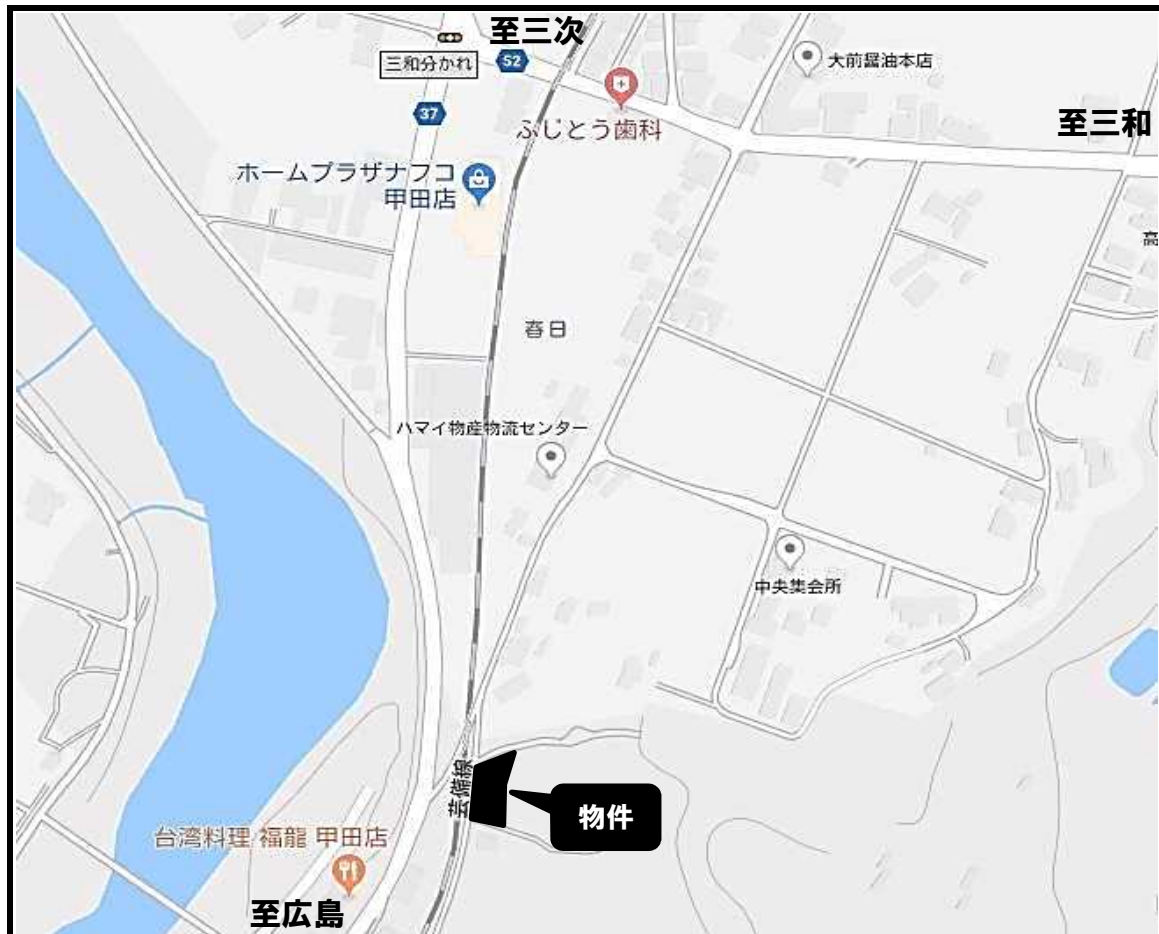 至三次
三和分かれ
52
37
大前醤油本店
至三和
ふじとう歯科
ホームプラザナフコ
甲田店
高
春日
ハマイ物産物流センター
中央集会所
芸備線
物件
台湾料理 福龍 甲田店
至広島